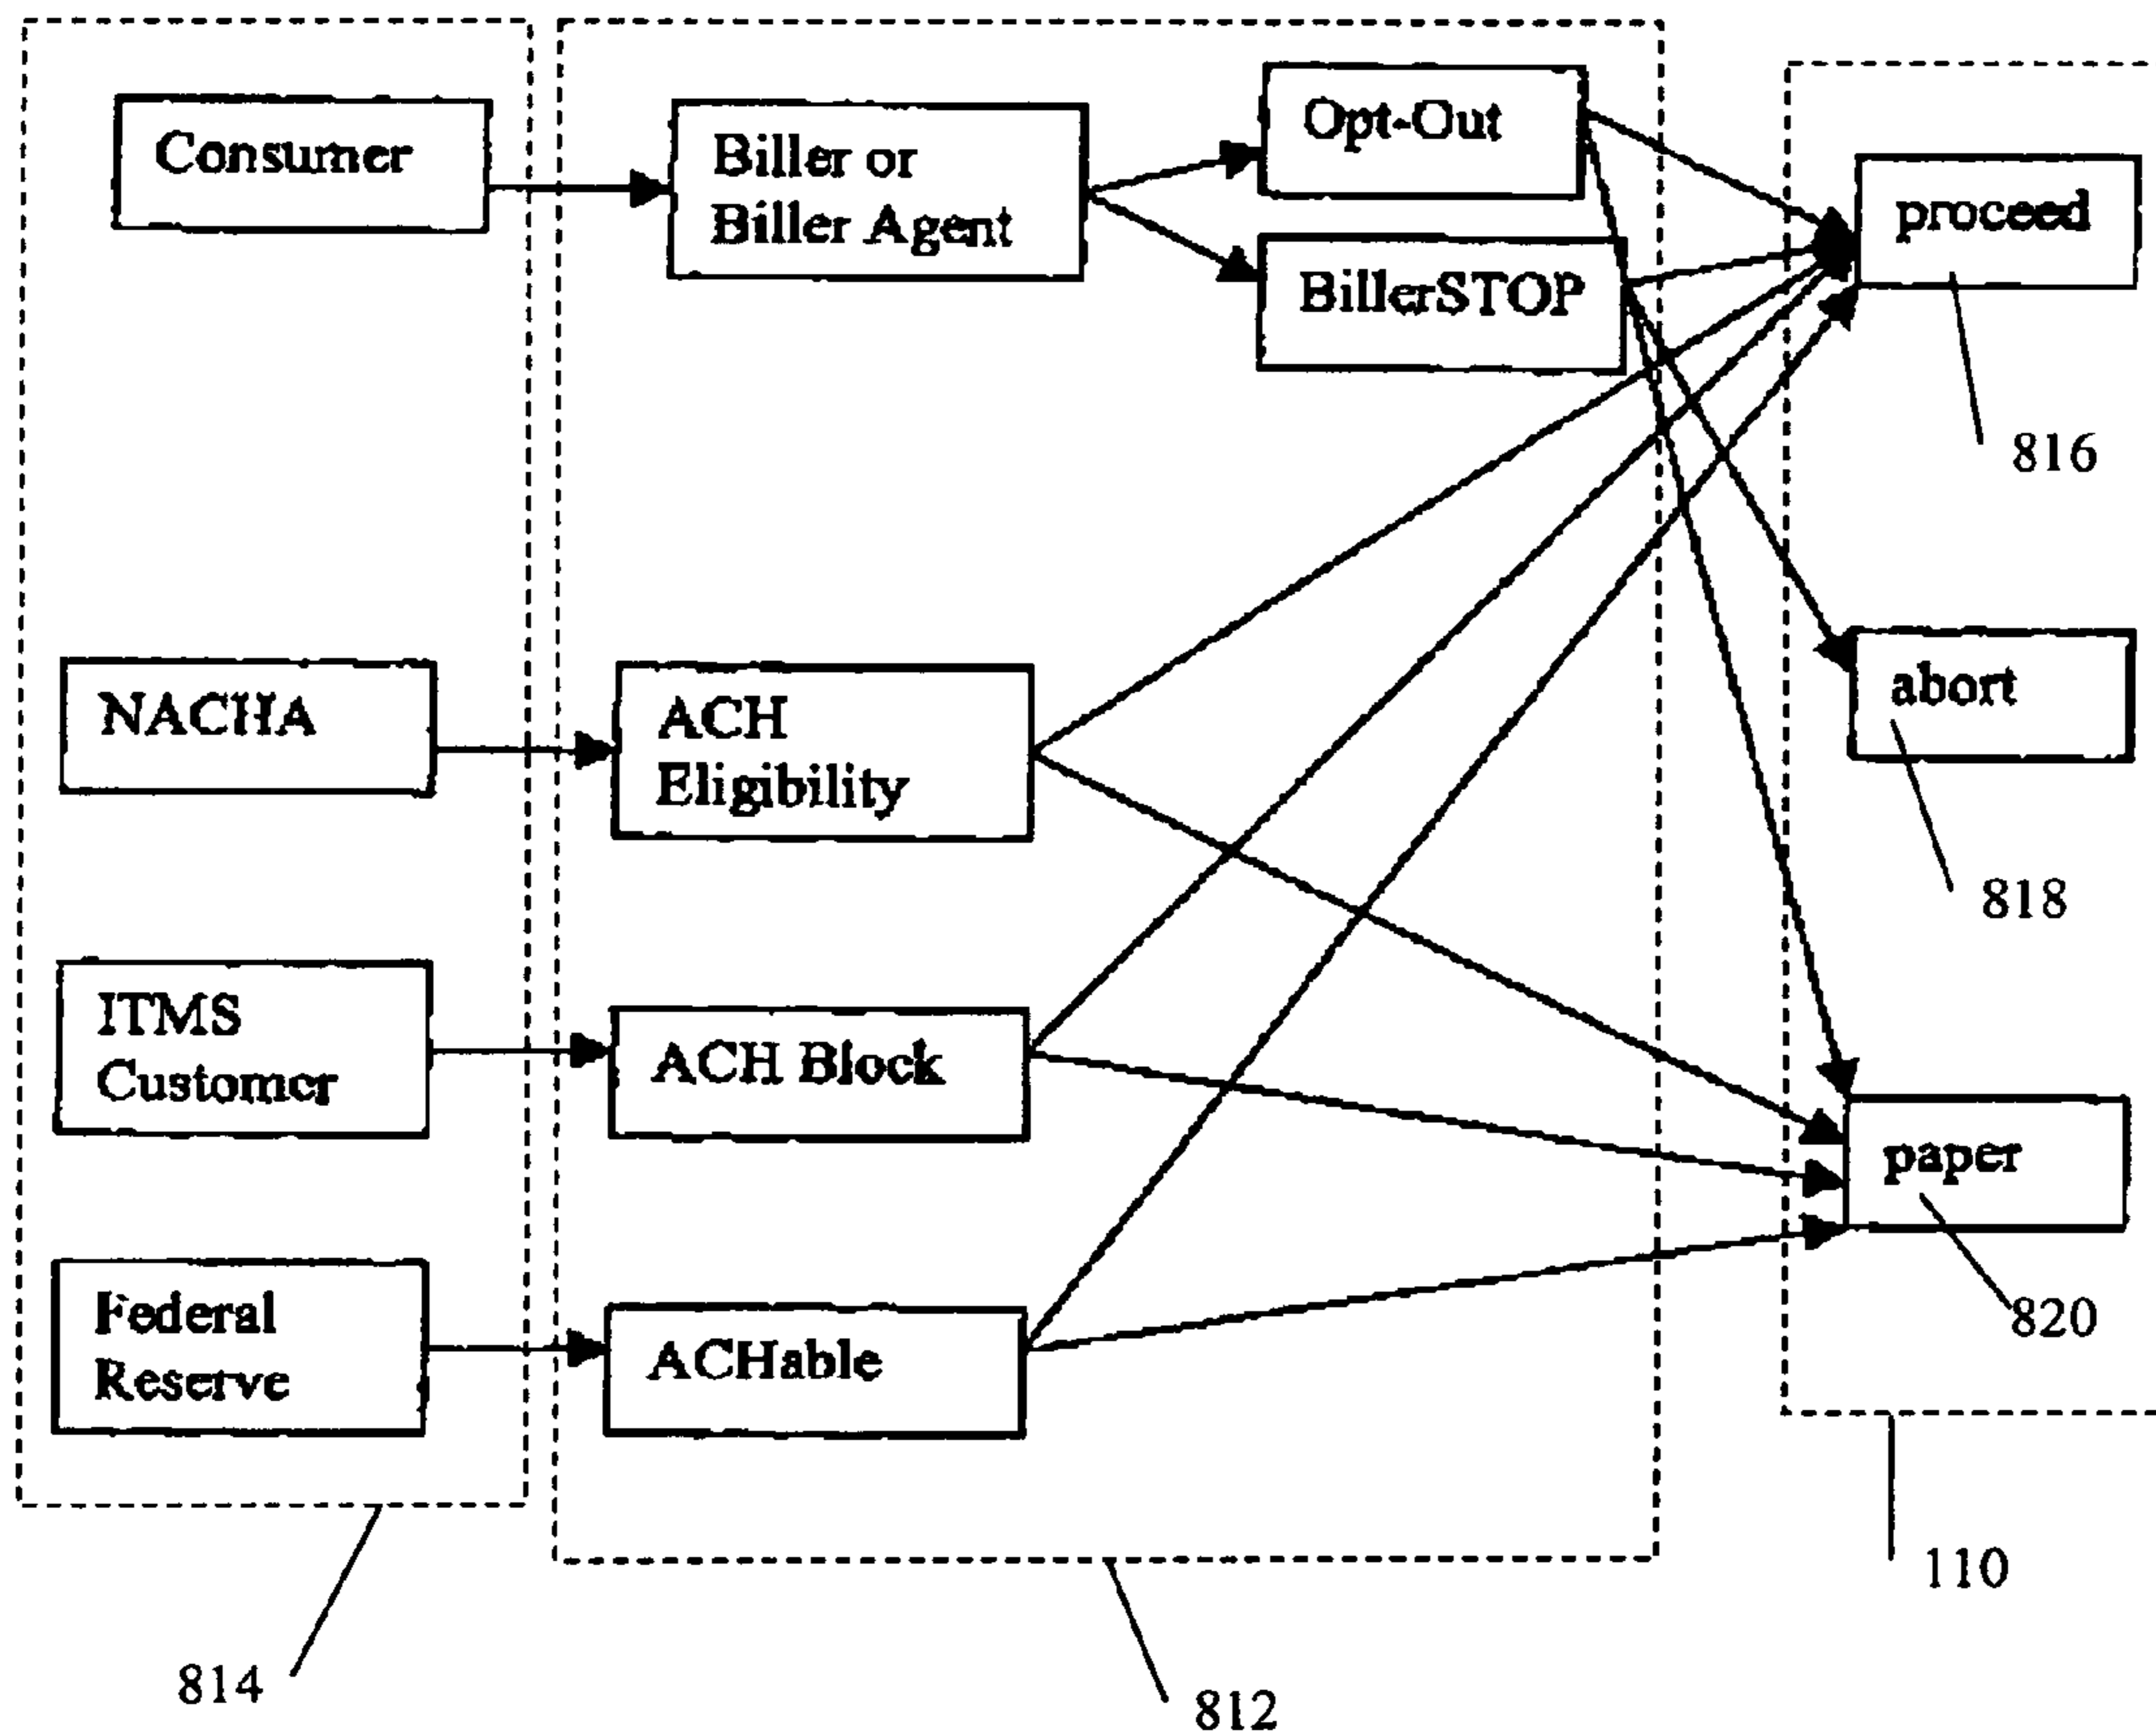 Consumer
Biller or
Biller Agent
Opt-Out
BillerSTOP
proceed
816
NACHA
ACH
Eligibility
abort
818
ITMS
Customer
ACH Block
paper
820
Federal
Reserve
ACHable
110
814
812